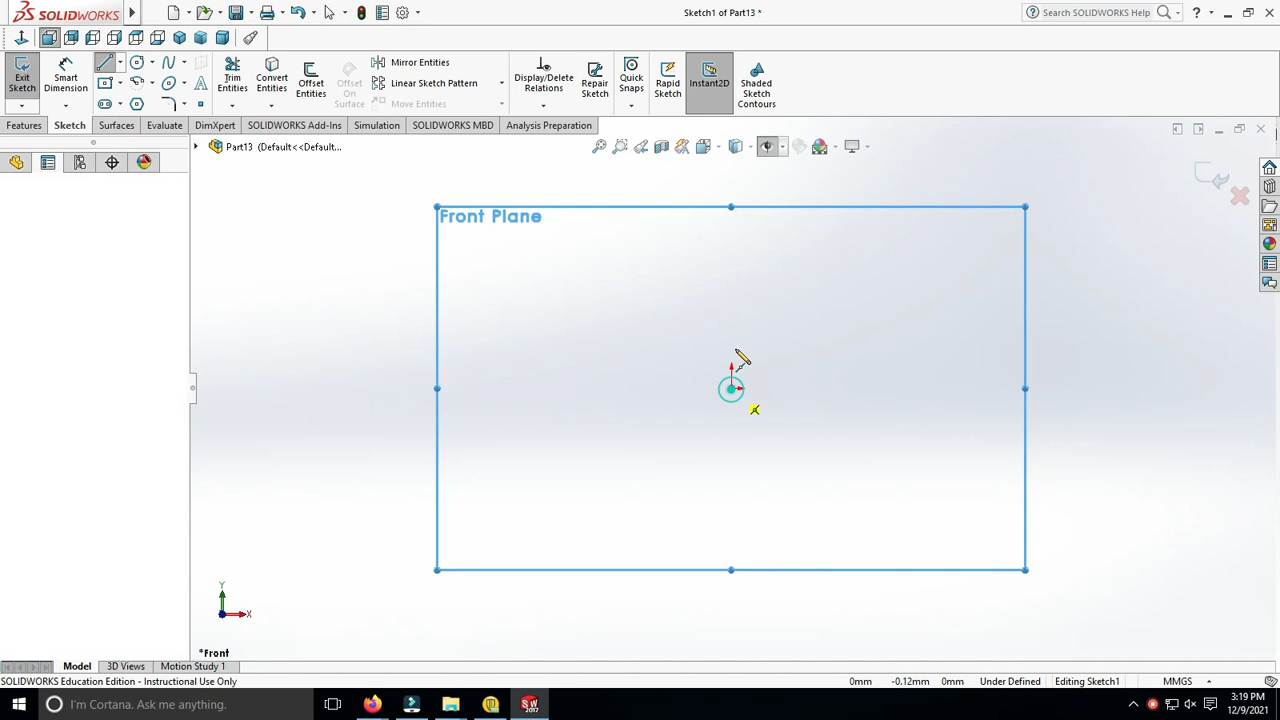 SOLIDWORKS
Sketch1 of Part13 *
Search SOLIDWORKS Help
Exit Sketch
Smart Dimension
Trim Entities
Convert Entities
Offset Entities
Offset On Surface
Mirror Entities
Linear Sketch Pattern
Move Entities
Display/Delete Relations
Repair Sketch
Quick Snaps
Rapid Sketch
Instant2D
Shaded Sketch Contours
Features Sketch Surfaces Evaluate DimXpert SOLIDWORKS Add-Ins Simulation SOLIDWORKS MBD Analysis Preparation
Part13 (Default<<Default...
Front Plane
Y
X
*Front
Model 3D Views Motion Study 1
SOLIDWORKS Education Edition - Instructional Use Only
0mm -0.12mm 0mm Under Defined Editing Sketch1 MMGS
I'm Cortana. Ask me anything.
SW 2017
3:19 PM
12/9/2021